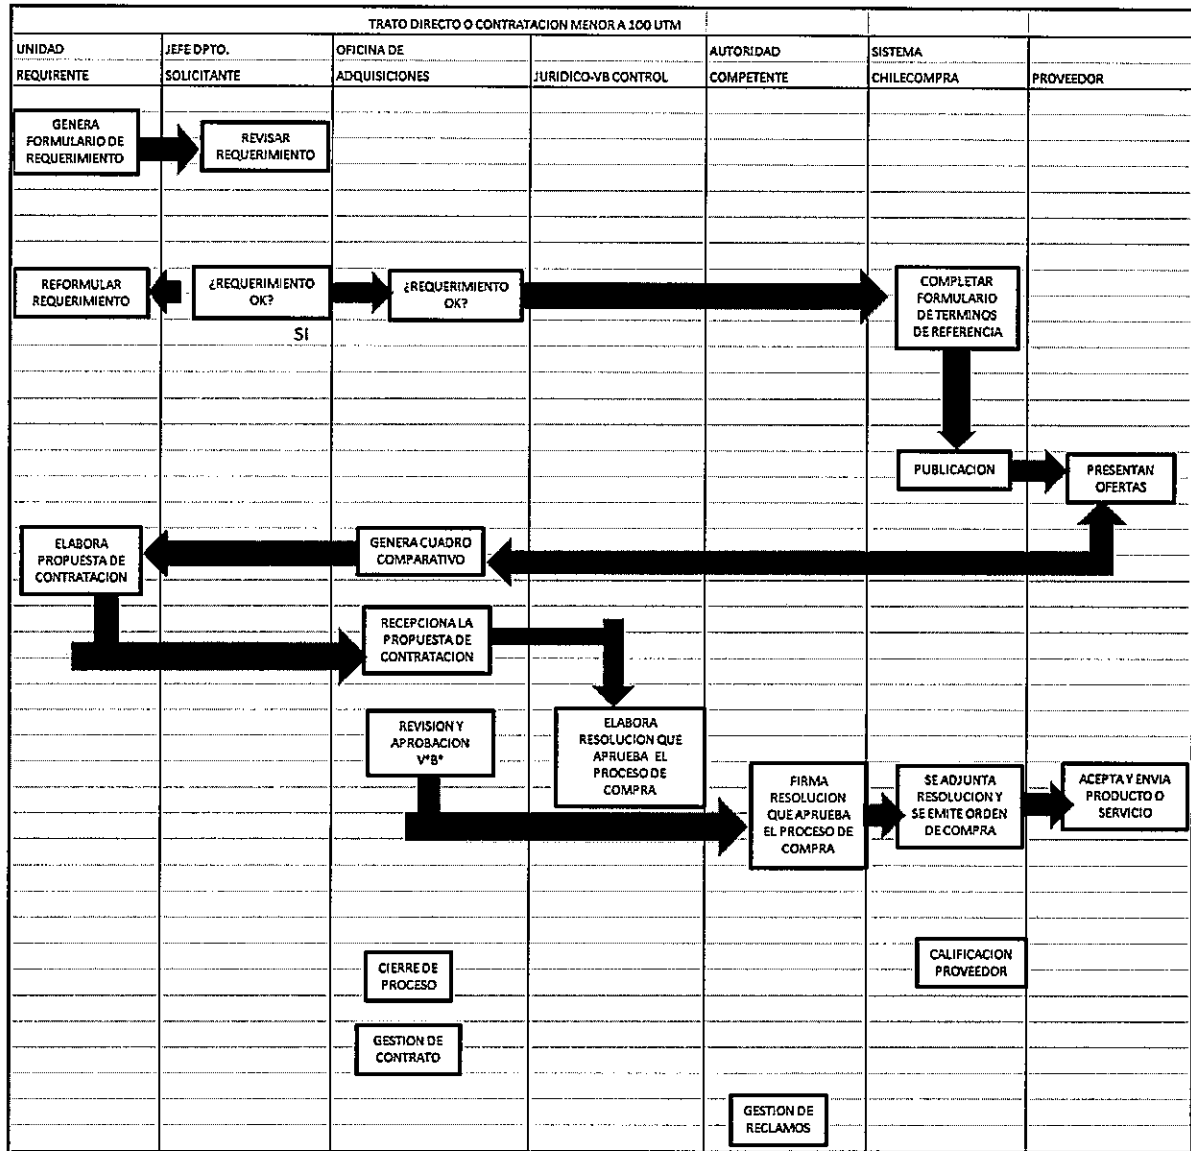 TRATO DIRECTO O CONTRATACION MENOR A 100 UTM
UNIDAD
REQUIRENTE
JEFE DPTO.
SOLICITANTE
OFICINA DE
ADQUISICIONES
JURIDICO-VB CONTROL
AUTORIDAD
COMPETENTE
SISTEMA
CHILECOMPRA
PROVEEDOR
GENERA
FORMULARIO DE
REQUERIMIENTO
REVISAR
REQUERIMIENTO
REFORMULAR
REQUERIMIENTO
¿REQUERIMIENTO
OK?
SI
¿REQUERIMIENTO
OK?
COMPLETAR
FORMULARIO
DE TERMINOS
DE REFERENCIA
PUBLICACION
PRESENTAN
OFERTAS
ELABORA
PROPUESTA DE
CONTRATACION
GENERA CUADRO
COMPARATIVO
RECEPCIONA LA
PROPUESTA DE
CONTRATACION
REVISION Y
APROBACION
V°B°
ELABORA
RESOLUCION QUE
APRUEBA EL
PROCESO DE
COMPRA
FIRMA
RESOLUCION
QUE APRUEBA
EL PROCESO DE
COMPRA
SE ADJUNTA
RESOLUCION Y
SE EMITE ORDEN
DE COMPRA
ACEPTA Y ENVIA
PRODUCTO O
SERVICIO
CIERRE DE
PROCESO
CALIFICACION
PROVEEDOR
GESTION DE
CONTRATO
GESTION DE
RECLAMOS